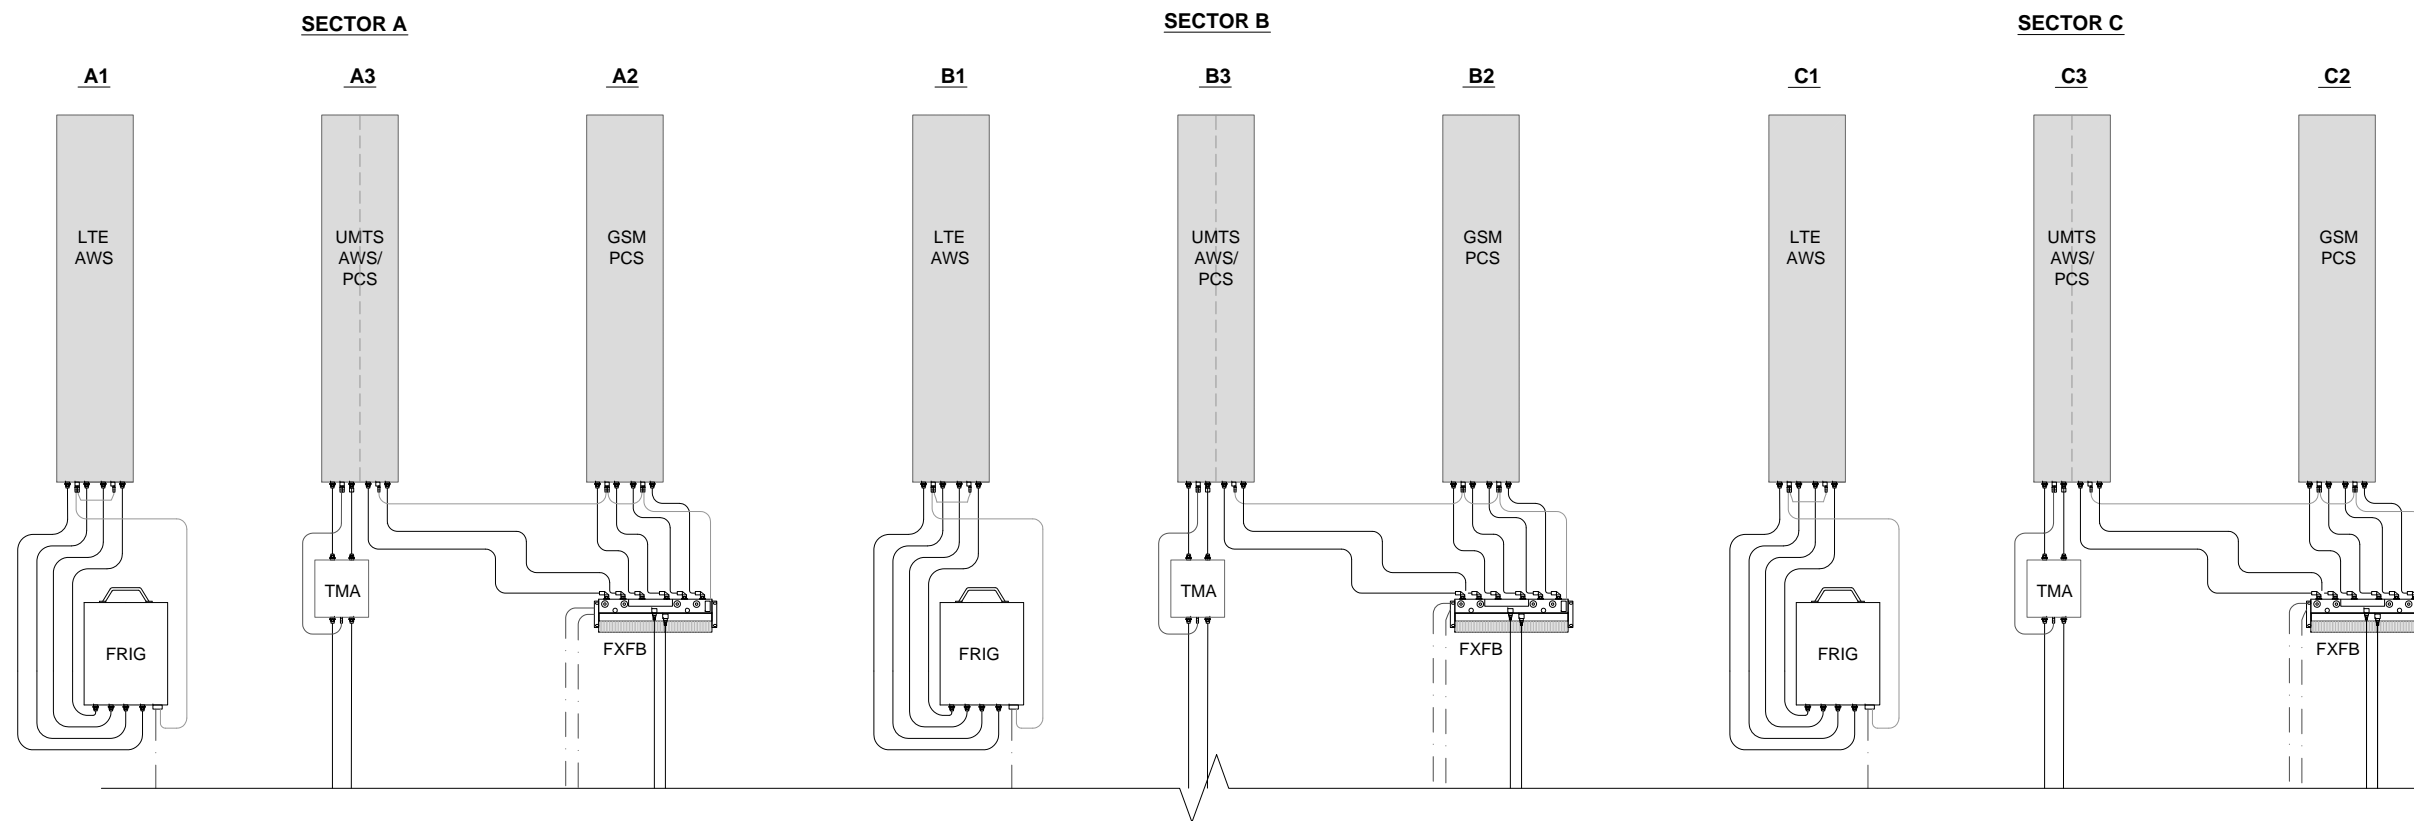 SECTOR A
SECTOR B
SECTOR C
A1
A3
A2
B1
B3
B2
C1
C3
C2
LTE
AWS
UMTS
AWS/
PCS
GSM
PCS
LTE
AWS
UMTS
AWS/
PCS
GSM
PCS
LTE
AWS
UMTS
AWS/
PCS
GSM
PCS
FRIG
TMA
FXFB
FRIG
TMA
FXFB
FRIG
TMA
FXFB